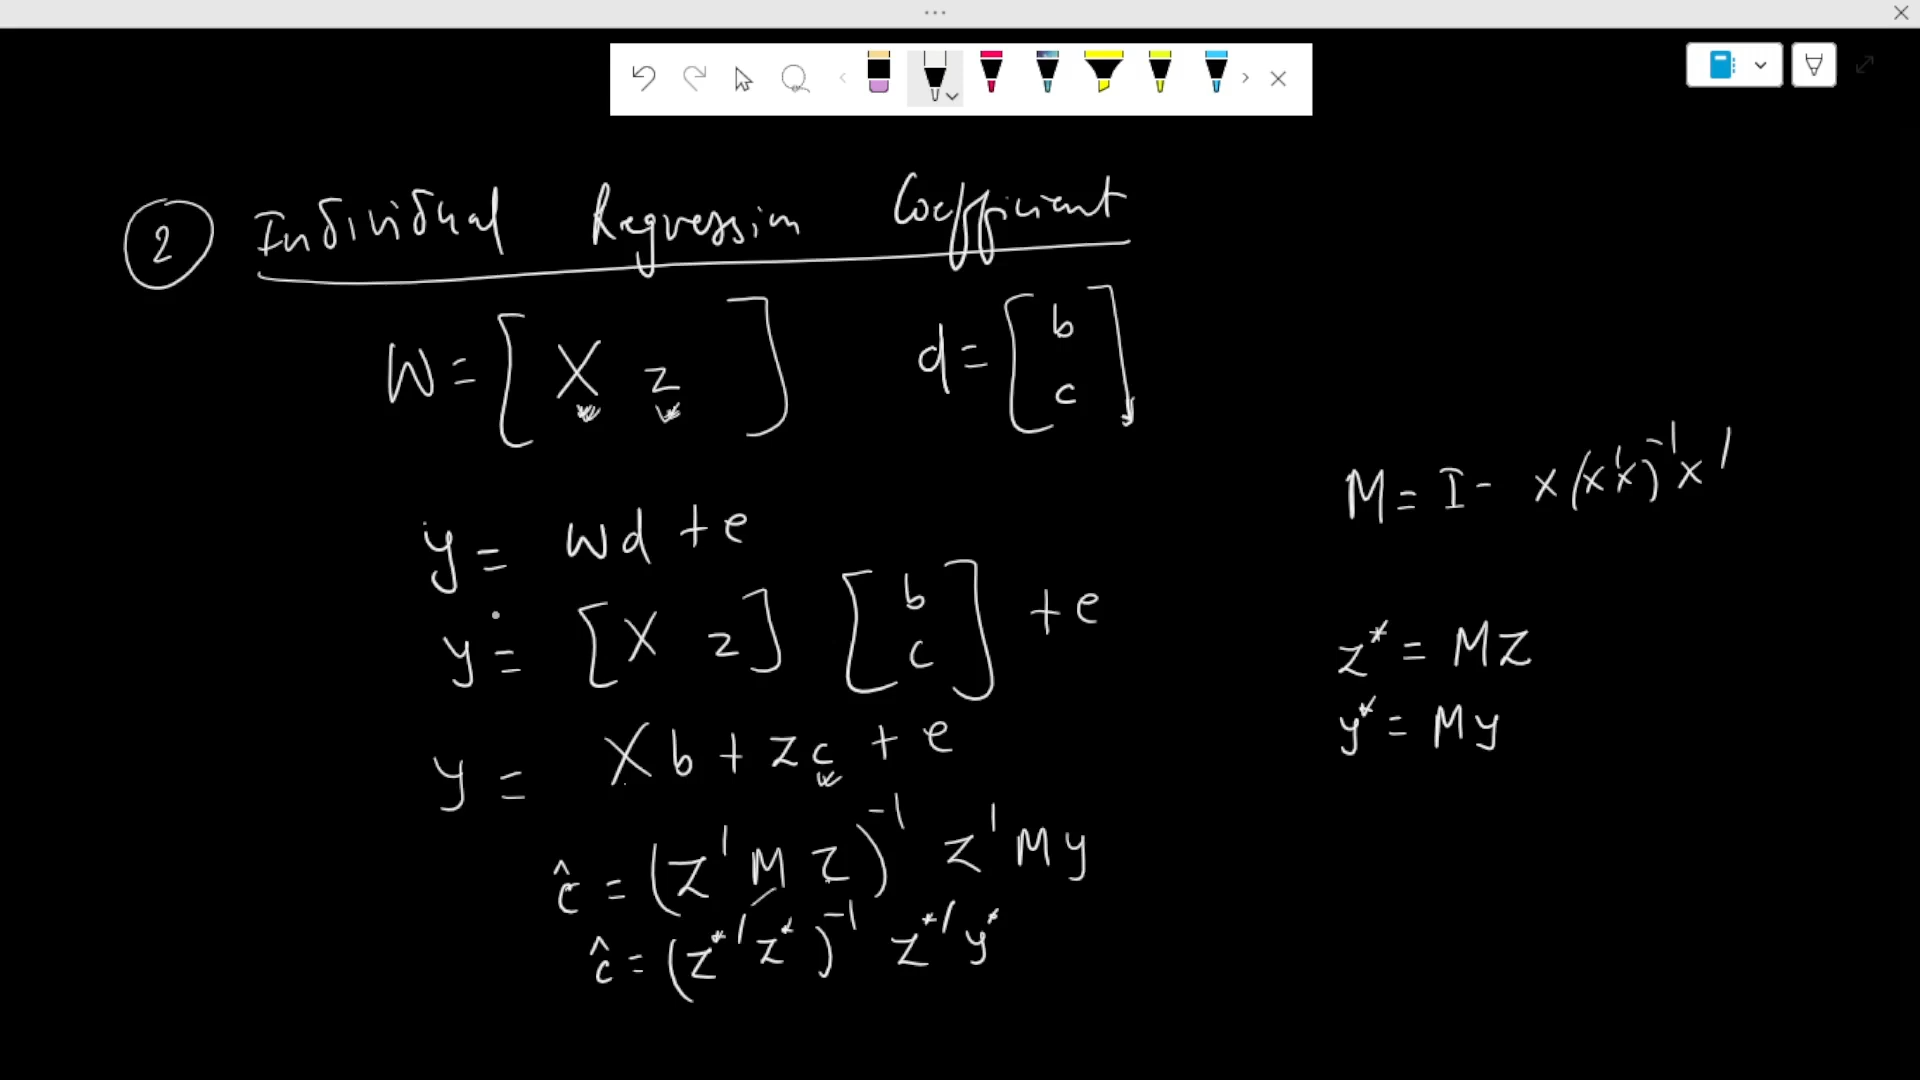 ② Individual Regression Coefficient
W = [ X z ] d = [ b c ]
M = I - X(X'X)⁻¹X'
y = Wd + e
y = [X z] [ b c ] + e
z* = Mz
y* = My
y = Xb + zc + e
ĉ = (z'Mz)⁻¹ z'My
ĉ = (z*'z*)⁻¹ z*'y*